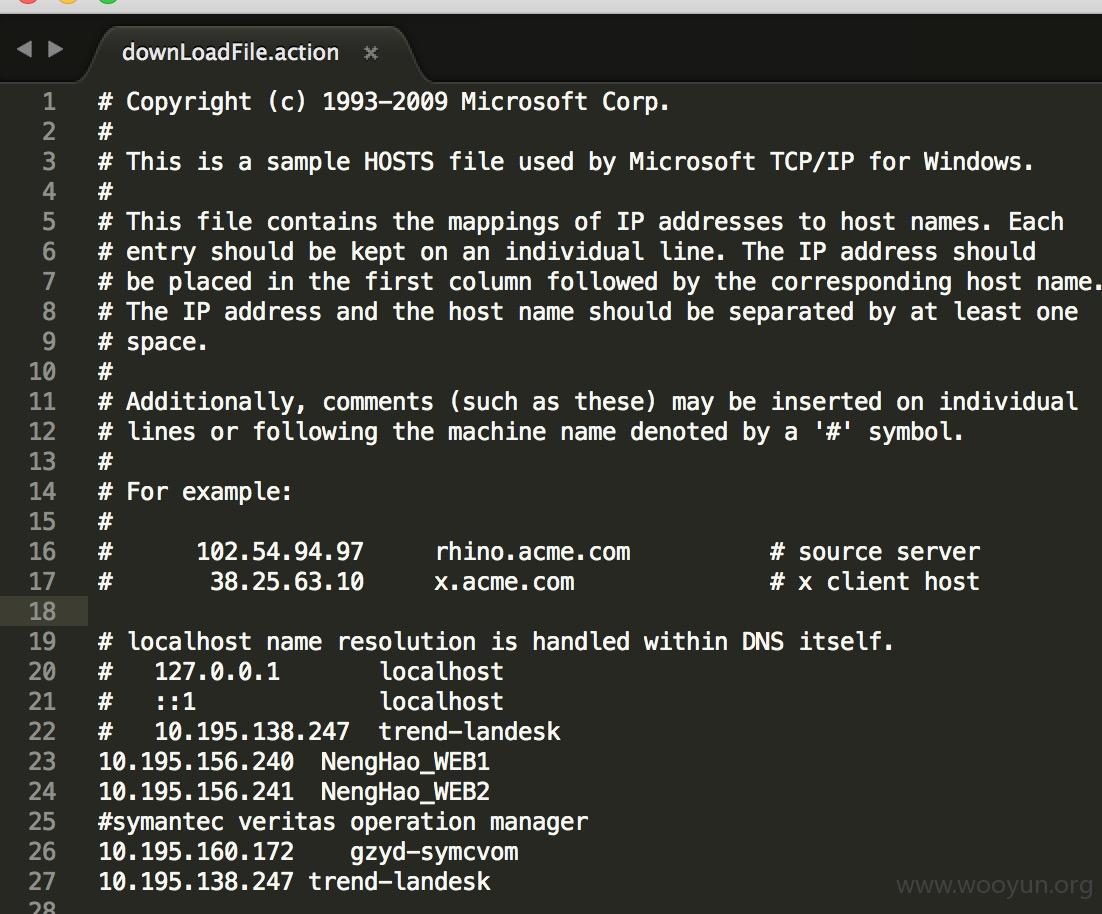 downLoadFile.action
1 # Copyright (c) 1993-2009 Microsoft Corp.
2 #
3 # This is a sample HOSTS file used by Microsoft TCP/IP for Windows.
4 #
5 # This file contains the mappings of IP addresses to host names. Each
6 # entry should be kept on an individual line. The IP address should
7 # be placed in the first column followed by the corresponding host name.
8 # The IP address and the host name should be separated by at least one
9 # space.
10 #
11 # Additionally, comments (such as these) may be inserted on individual
12 # lines or following the machine name denoted by a '#' symbol.
13 #
14 # For example:
15 #
16 #      102.54.94.97     rhino.acme.com          # source server
17 #       38.25.63.10     x.acme.com              # x client host
18
19 # localhost name resolution is handled within DNS itself.
20 #   127.0.0.1       localhost
21 #   ::1             localhost
22 #   10.195.138.247  trend-landesk
23 10.195.156.240  NengHao_WEB1
24 10.195.156.241  NengHao_WEB2
25 #symantec veritas operation manager
26 10.195.160.172    gzyd-symcvom
27 10.195.138.247 trend-landesk
28
www.wooyun.org